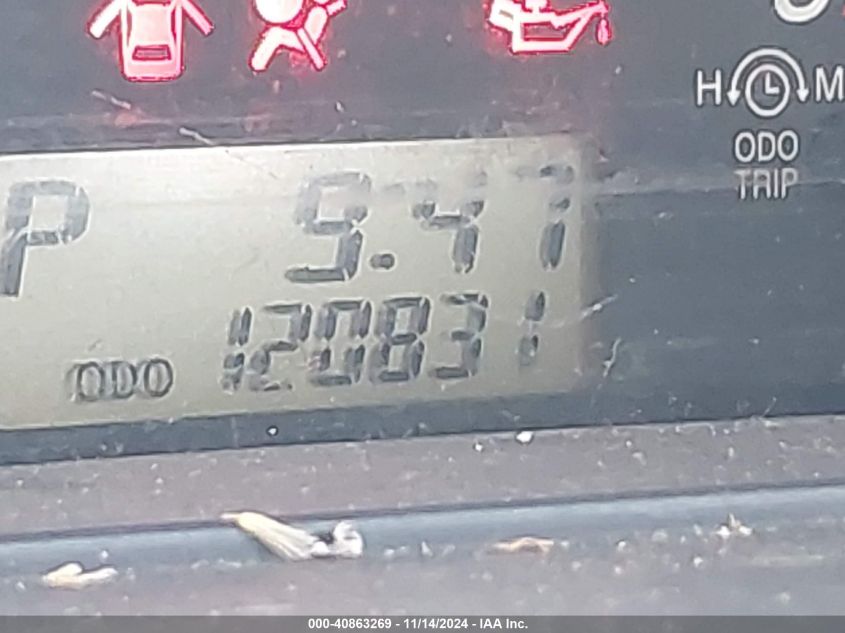 H M
ODO
TRIP
P 9:47
ODO 120831
000-40863269 - 11/14/2024 - IAA Inc.